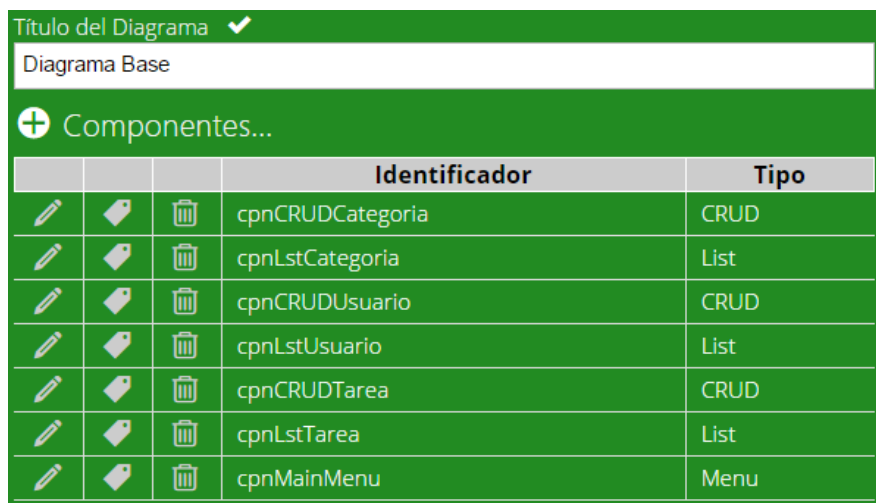 Título del Diagrama
Diagrama Base
Componentes...
Identificador Tipo
cpnCRUDCategoria CRUD
cpnLstCategoria List
cpnCRUDUsuario CRUD
cpnLstUsuario List
cpnCRUDTarea CRUD
cpnLstTarea List
cpnMainMenu Menu